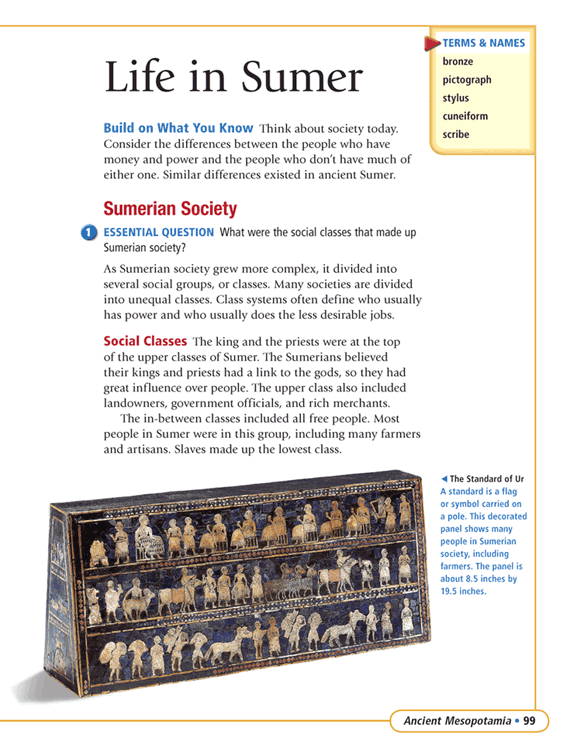 TERMS & NAMES
bronze
pictograph
stylus
cuneiform
scribe
Life in Sumer
Build on What You Know Think about society today.
Consider the differences between the people who have
money and power and the people who don't have much of
either one. Similar differences existed in ancient Sumer.
Sumerian Society
1 ESSENTIAL QUESTION What were the social classes that made up
Sumerian society?
As Sumerian society grew more complex, it divided into
several social groups, or classes. Many societies are divided
into unequal classes. Class systems often define who usually
has power and who usually does the less desirable jobs.
Social Classes The king and the priests were at the top
of the upper classes of Sumer. The Sumerians believed
their kings and priests had a link to the gods, so they had
great influence over people. The upper class also included
landowners, government officials, and rich merchants.
The in-between classes included all free people. Most
people in Sumer were in this group, including many farmers
and artisans. Slaves made up the lowest class.
The Standard of Ur
A standard is a flag
or symbol carried on
a pole. This decorated
panel shows many
people in Sumerian
society, including
farmers. The panel is
about 8.5 inches by
19.5 inches.
Ancient Mesopotamia • 99